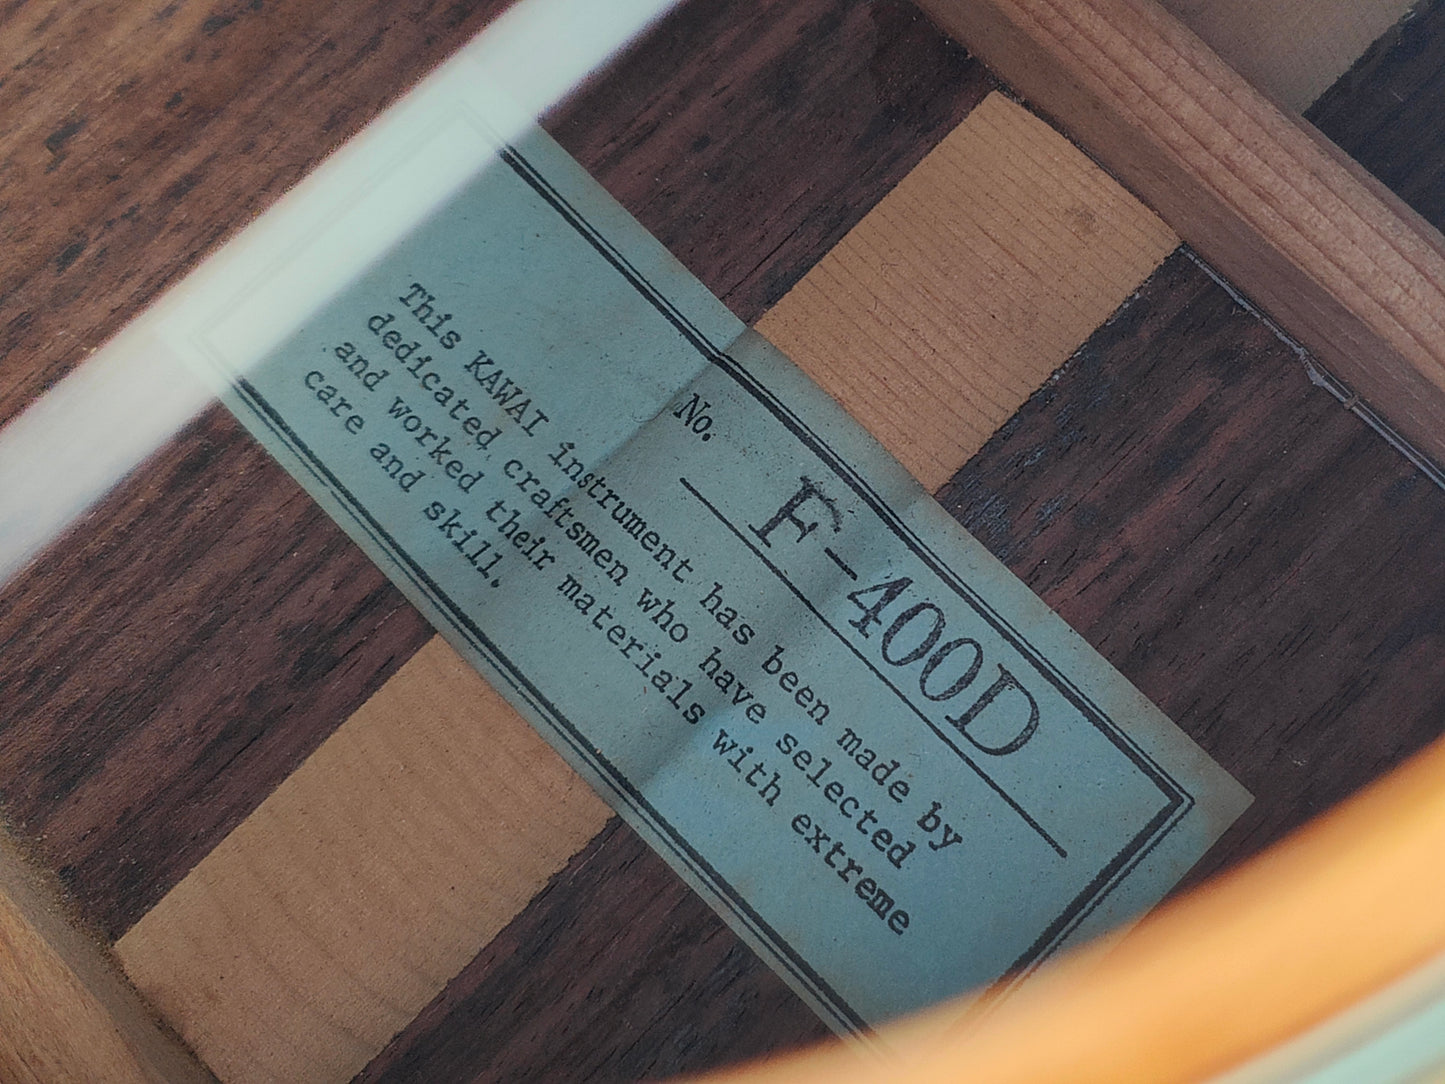 No. F-400D
This KAWAI instrument has been made by
dedicated craftsmen who have selected
and worked their materials with extreme
care and skill.